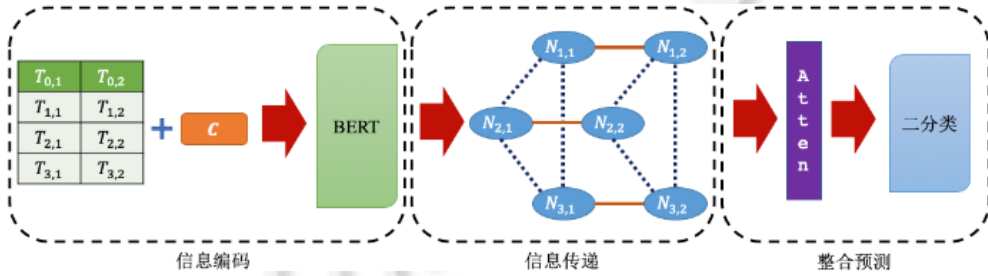 T0,1 T0,2
T1,1 T1,2
T2,1 T2,2
T3,1 T3,2
+
C
BERT
N1,1 N1,2
N2,1 N2,2
N3,1 N3,2
Atten
二分类
信息编码 信息传递 整合预测